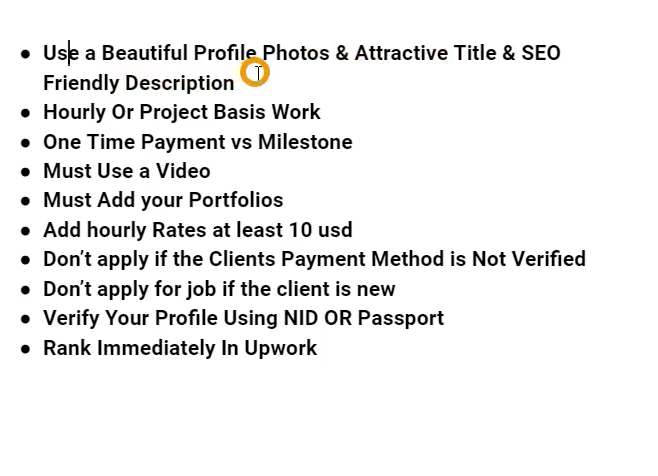 ● Use a Beautiful Profile Photos & Attractive Title & SEO
Friendly Description
● Hourly Or Project Basis Work
● One Time Payment vs Milestone
● Must Use a Video
● Must Add your Portfolios
● Add hourly Rates at least 10 usd
● Don’t apply if the Clients Payment Method is Not Verified
● Don’t apply for job if the client is new
● Verify Your Profile Using NID OR Passport
● Rank Immediately In Upwork